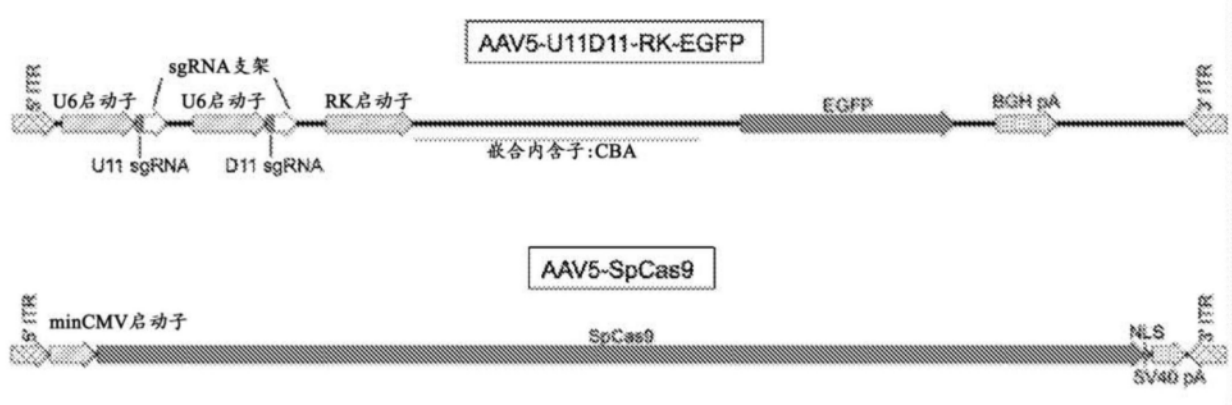 AAV5-U11D11-RK-EGFP
5' ITR
U6启动子
sgRNA支架
U6启动子
RK启动子
EGFP
BGH pA
3' ITR
U11 sgRNA
D11 sgRNA
嵌合内含子:CBA
AAV5-SpCas9
5' ITR
minCMV启动子
SpCas9
NLS
3' ITR
SV40 pA